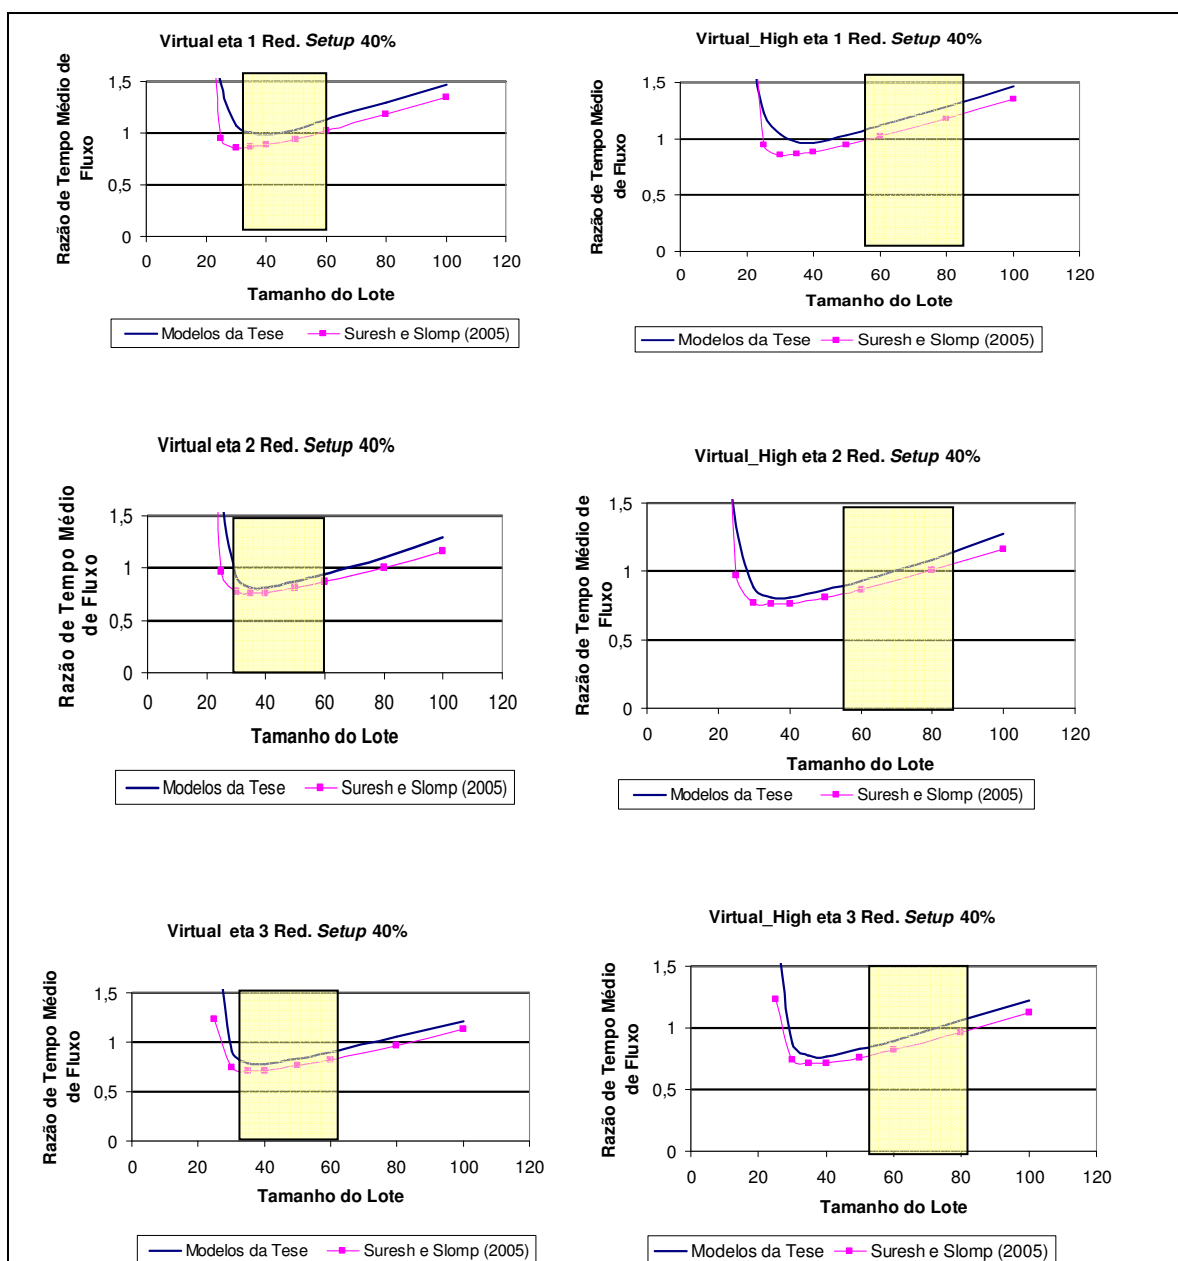 Virtual eta 1 Red. Setup 40%
Razão de Tempo Médio de
Fluxo
1,5
1
0,5
0
0 20 40 60 80 100 120
Tamanho do Lote
Modelos da Tese Suresh e Slomp (2005)
Virtual_High eta 1 Red. Setup 40%
Razão de Tempo Médio
de Fluxo
1,5
1
0,5
0
0 20 40 60 80 100 120
Tamanho do Lote
Modelos da Tese Suresh e Slomp (2005)
Virtual eta 2 Red. Setup 40%
Razão de Tempo Médio
de Fluxo
1,5
1
0,5
0
0 20 40 60 80 100 120
Tamanho do Lote
Modelos da Tese Suresh e Slomp (2005)
Virtual_High eta 2 Red. Setup 40%
Razão de Tempo Médio de
Fluxo
1,5
1
0,5
0
0 20 40 60 80 100 120
Tamanho do Lote
Modelos da Tese Suresh e Slomp (2005)
Virtual eta 3 Red. Setup 40%
Razão de Tempo Médio
de Fluxo
1,5
1
0,5
0
0 20 40 60 80 100 120
Tamanho do Lote
Modelos da Tese Suresh e Slomp (2005)
Virtual_High eta 3 Red. Setup 40%
Razão de Tempo Médio
de Fluxo
1,5
1
0,5
0
0 20 40 60 80 100 120
Tamanho do Lote
Modelos da Tese Suresh e Slomp (2005)